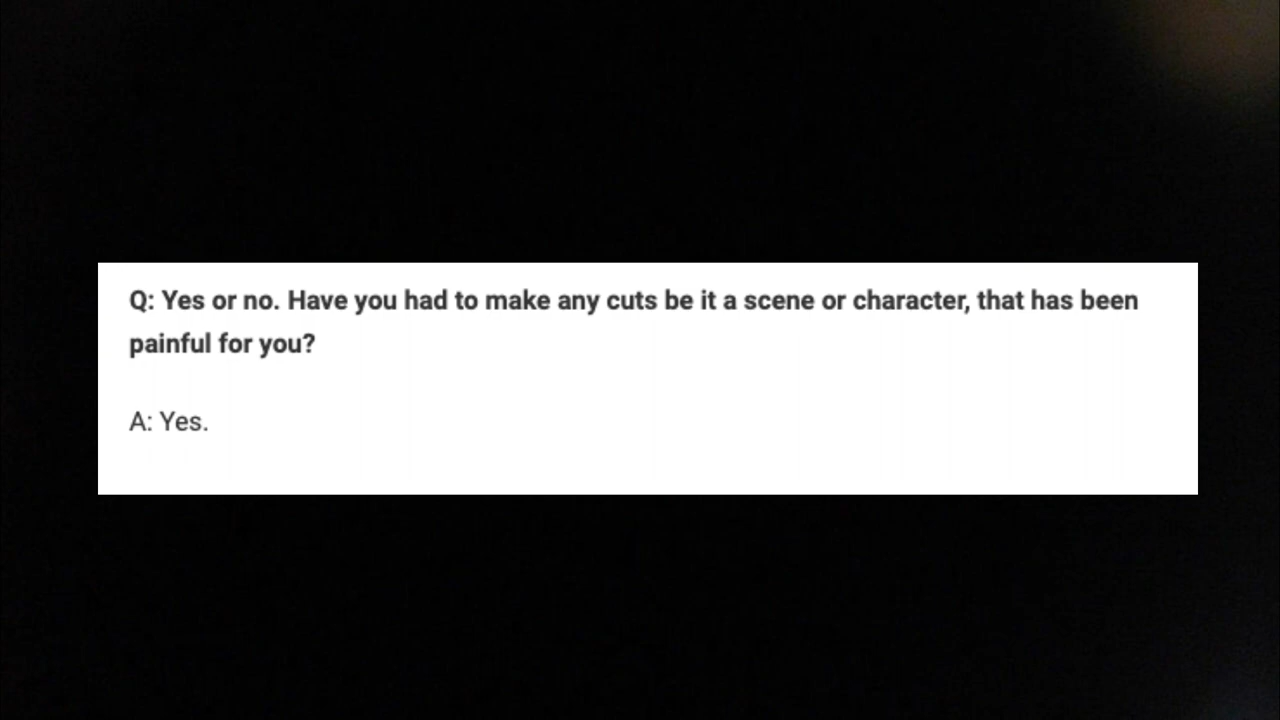 Q: Yes or no. Have you had to make any cuts be it a scene or character, that has been
painful for you?
A: Yes.